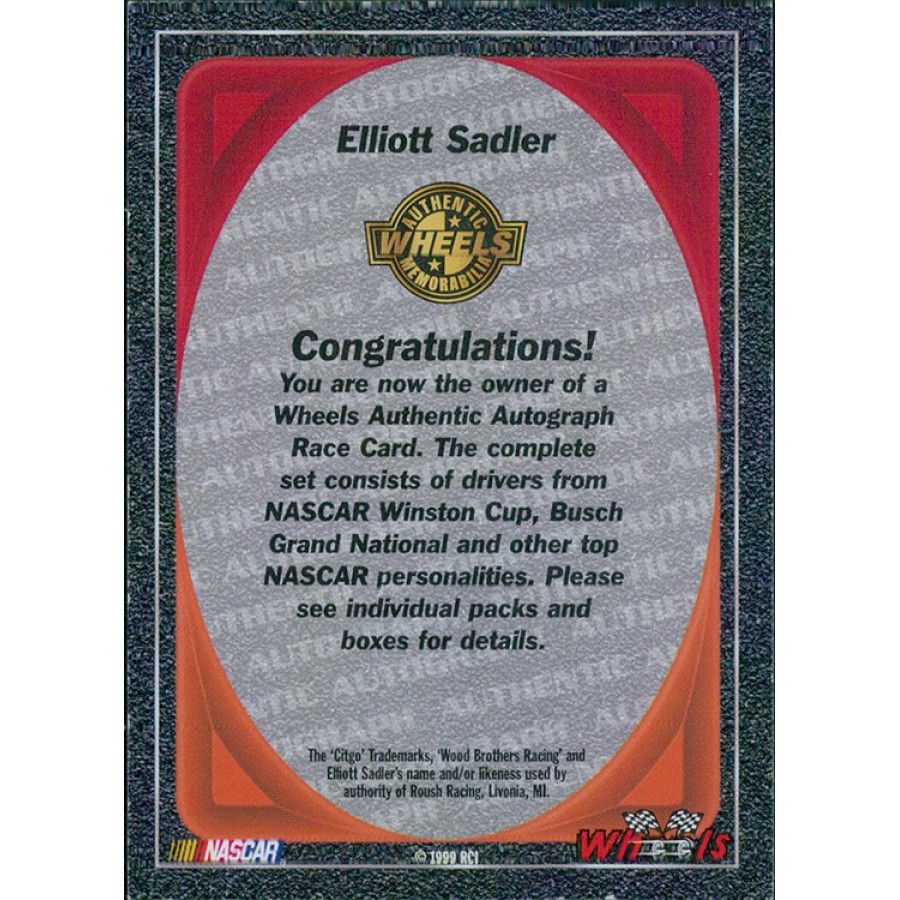 Elliott Sadler
AUTHENTIC
WHEELS
MEMORABILIA
Congratulations!
You are now the owner of a
Wheels Authentic Autograph
Race Card. The complete
set consists of drivers from
NASCAR Winston Cup, Busch
Grand National and other top
NASCAR personalities. Please
see individual packs and
boxes for details.
The 'Citgo' Trademarks, 'Wood Brothers Racing' and
Elliott Sadler's name and/or likeness used by
authority of Roush Racing, Livonia, MI.
NASCAR
© 1999 RCI
Wheels